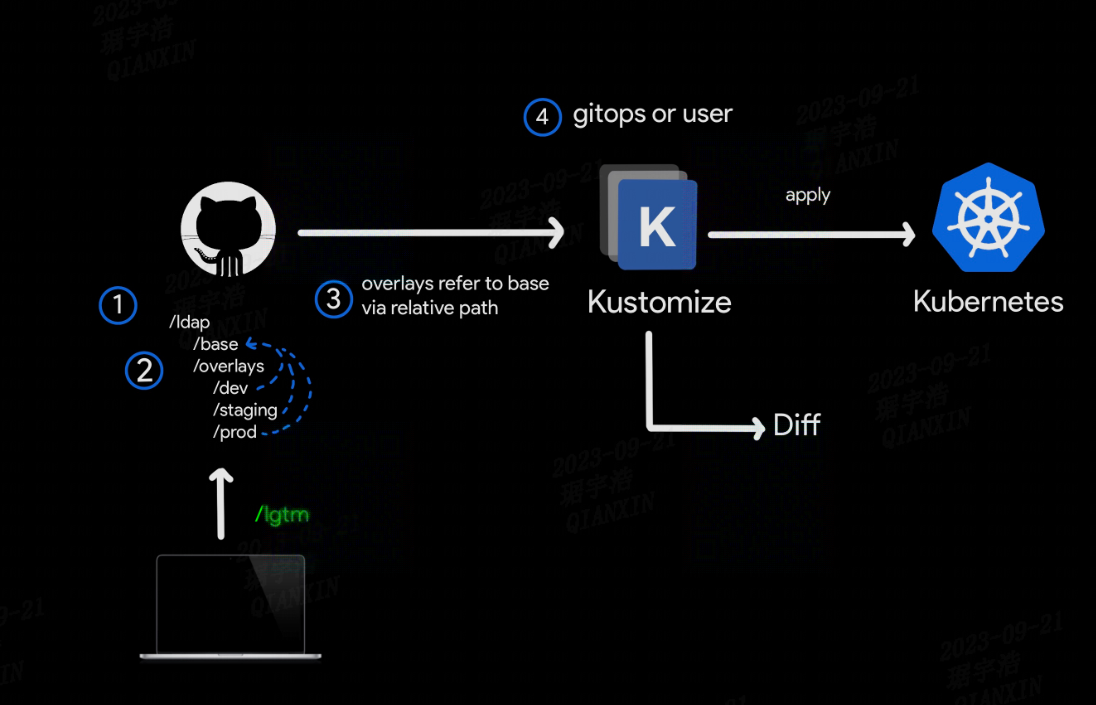 4 gitops or user
apply
K
Kustomize
Kubernetes
3 overlays refer to base
via relative path
1
/ldap
/base
2
/overlays
/dev
/staging
/prod
Diff
/lgtm
2023-09-21
琚宇浩
QIANXIN